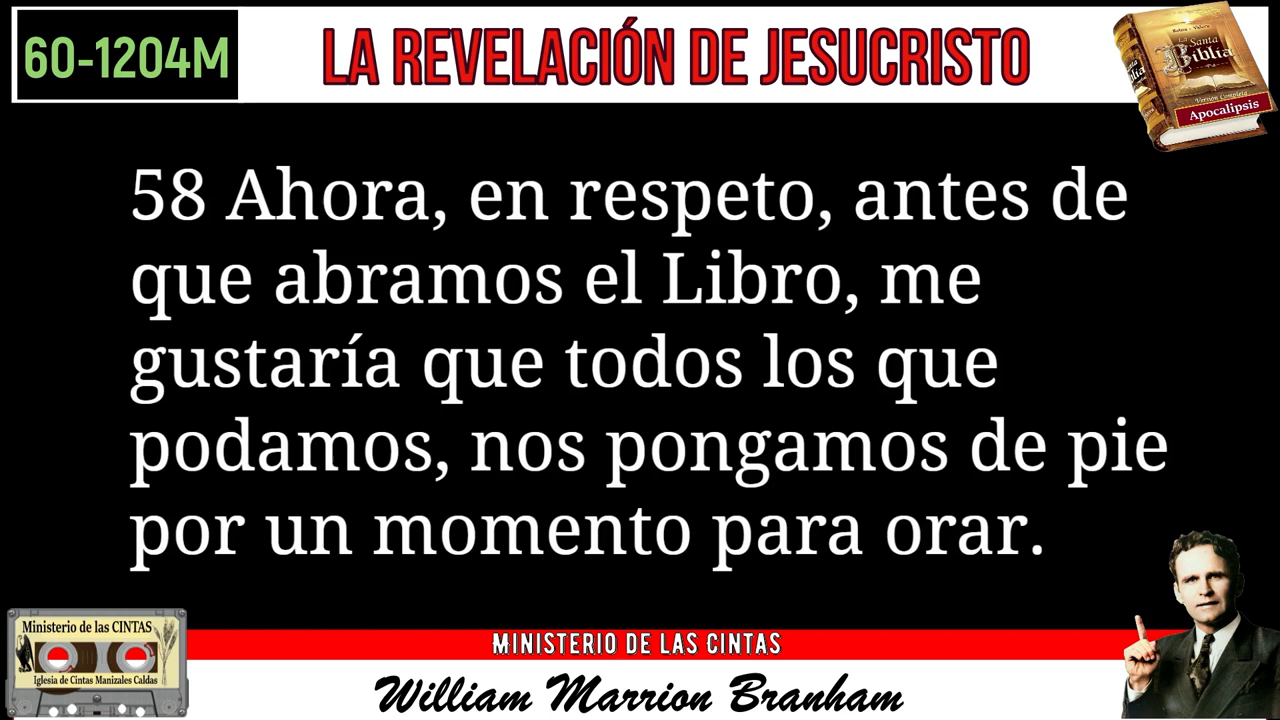 60-1204M
LA REVELACIÓN DE JESUCRISTO
La Santa
Biblia
Apocalipsis
58 Ahora, en respeto, antes de
que abramos el Libro, me
gustaría que todos los que
podamos, nos pongamos de pie
por un momento para orar.
Ministerio de las CINTAS
Iglesia de Cintas Manizales Caldas
MINISTERIO DE LAS CINTAS
William Marrion Branham